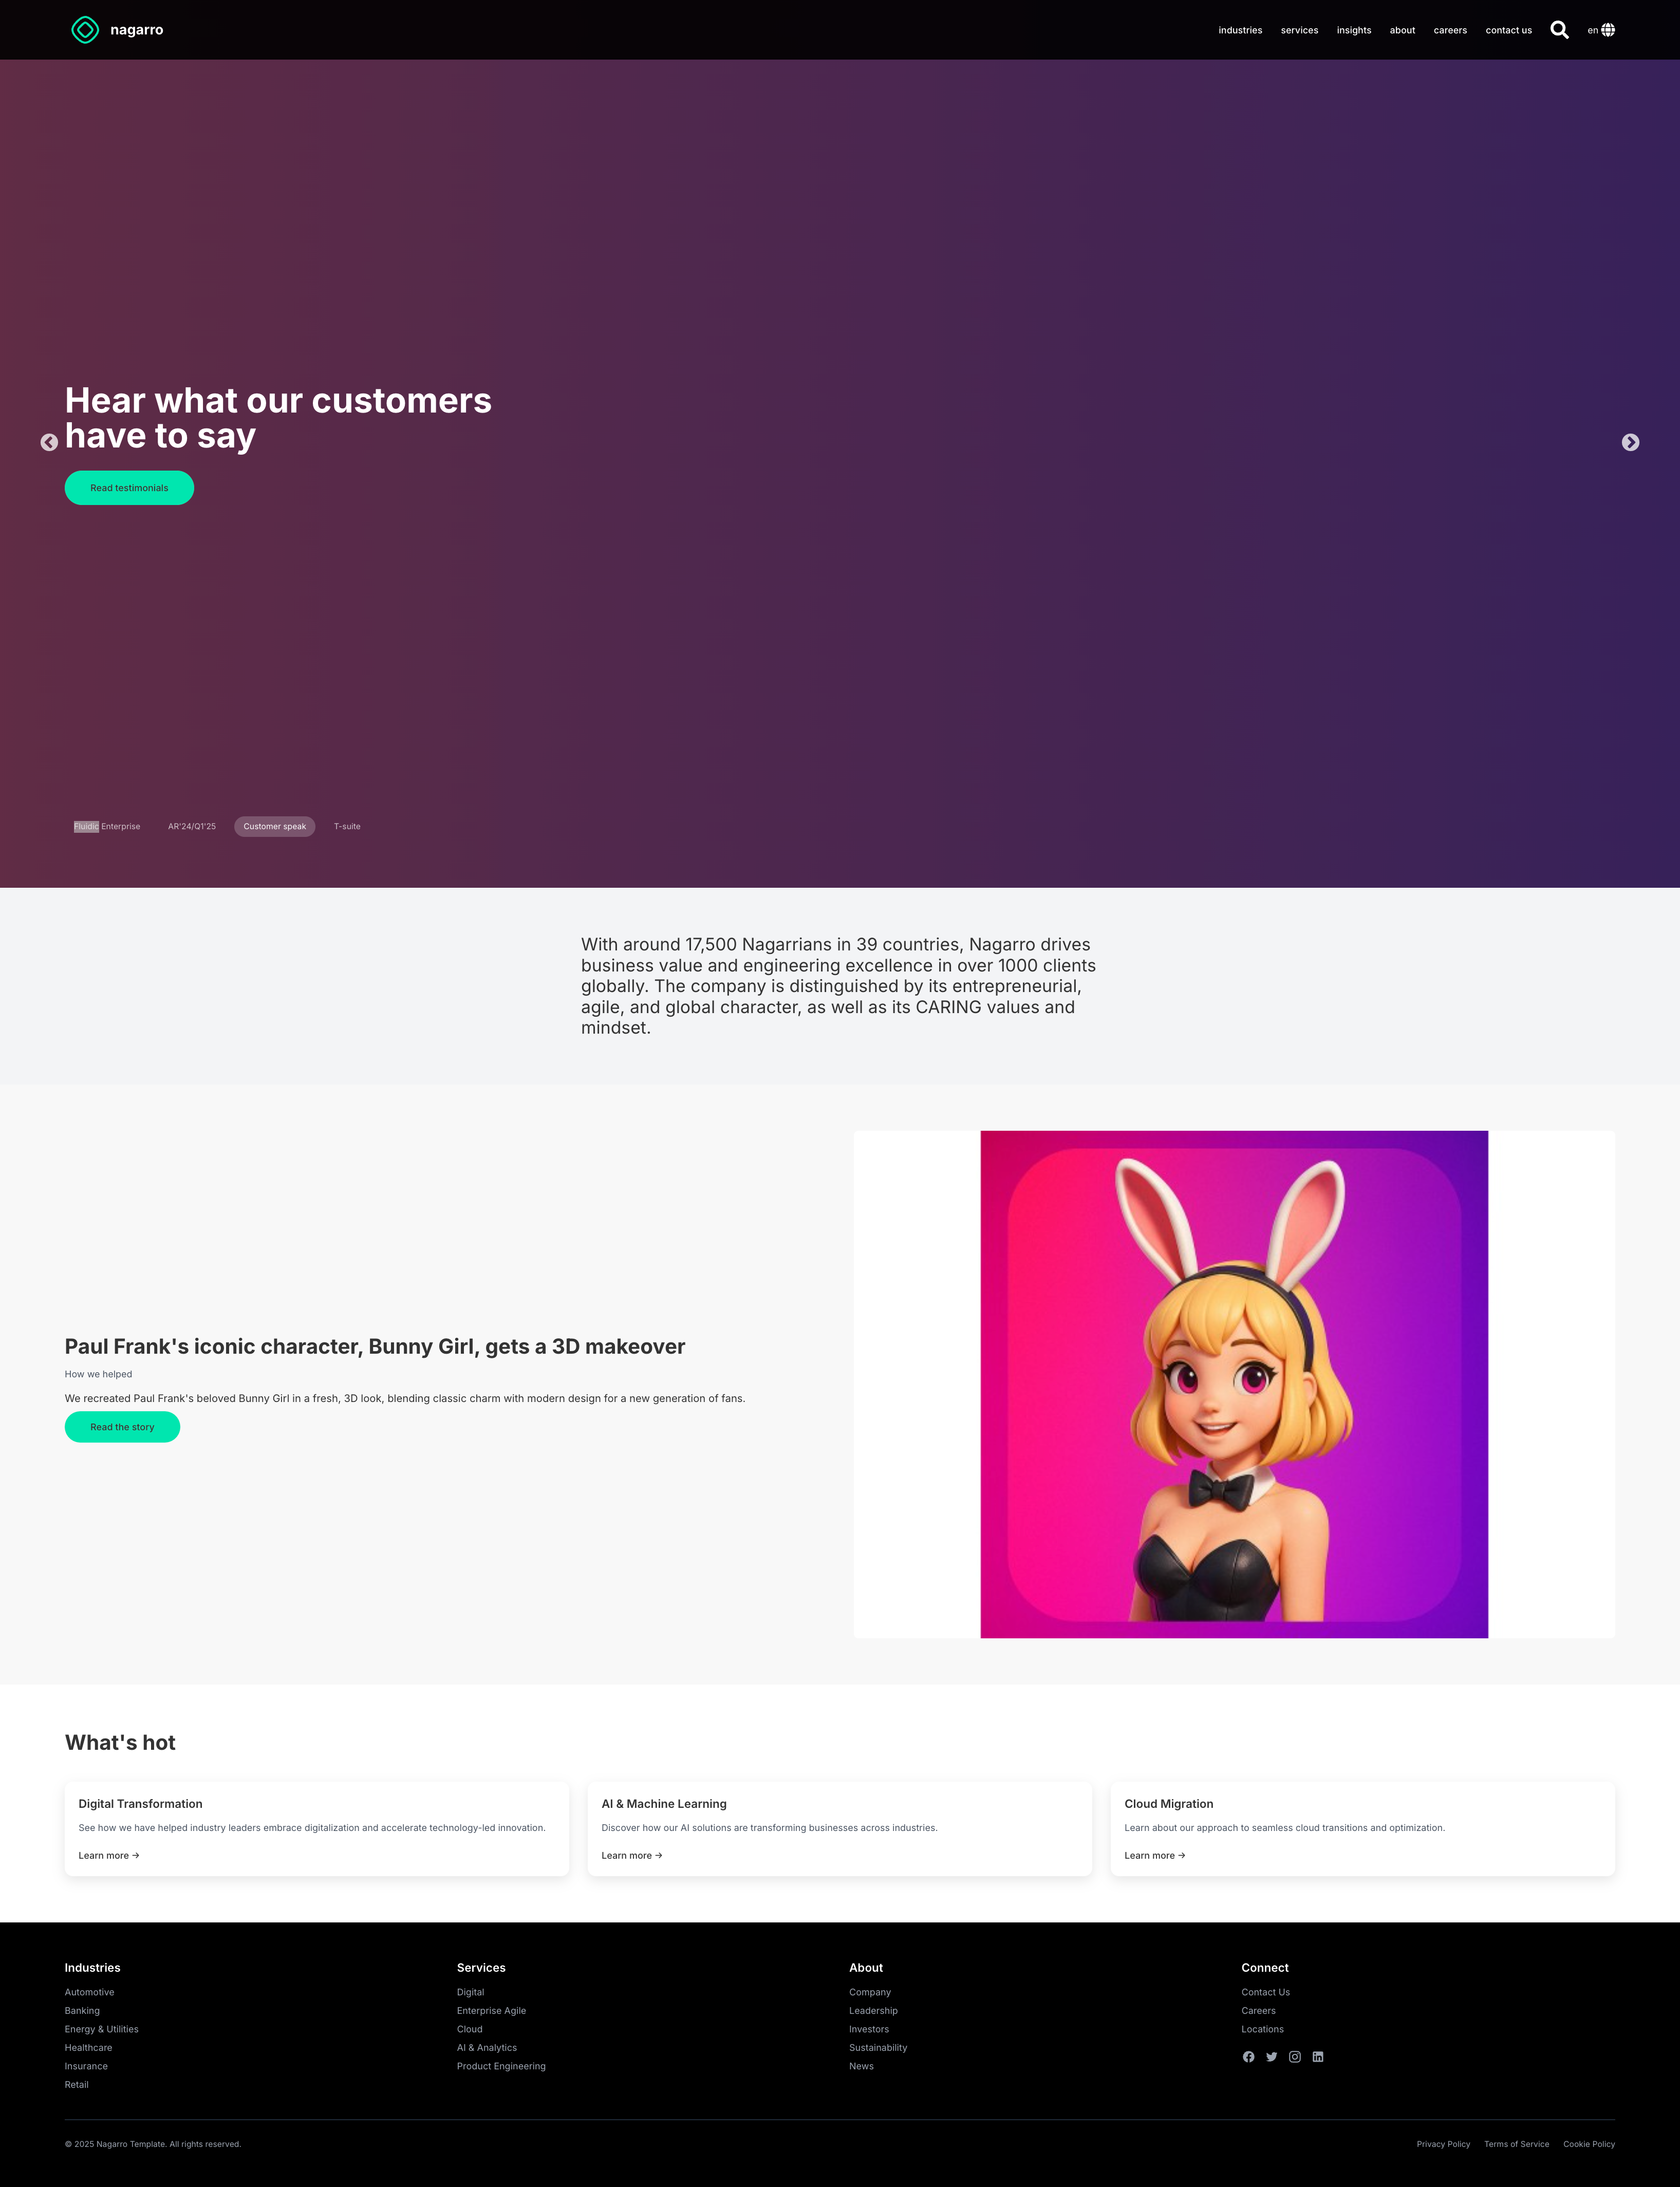 nagarro
industries
services
insights
about
careers
contact us
en
Hear what our customers
have to say
Read testimonials
Fluidic Enterprise
AR'24/Q1'25
Customer speak
T-suite
With around 17,500 Nagarrians in 39 countries, Nagarro drives
business value and engineering excellence in over 1000 clients
globally. The company is distinguished by its entrepreneurial,
agile, and global character, as well as its CARING values and
mindset.
Paul Frank's iconic character, Bunny Girl, gets a 3D makeover
How we helped
We recreated Paul Frank's beloved Bunny Girl in a fresh, 3D look, blending classic charm with modern design for a new generation of fans.
Read the story
What's hot
Digital Transformation
See how we have helped industry leaders embrace digitalization and accelerate technology-led innovation.
Learn more →
AI & Machine Learning
Discover how our AI solutions are transforming businesses across industries.
Learn more →
Cloud Migration
Learn about our approach to seamless cloud transitions and optimization.
Learn more →
Industries
Automotive
Banking
Energy & Utilities
Healthcare
Insurance
Retail
Services
Digital
Enterprise Agile
Cloud
AI & Analytics
Product Engineering
About
Company
Leadership
Investors
Sustainability
News
Connect
Contact Us
Careers
Locations
© 2025 Nagarro Template. All rights reserved.
Privacy Policy
Terms of Service
Cookie Policy